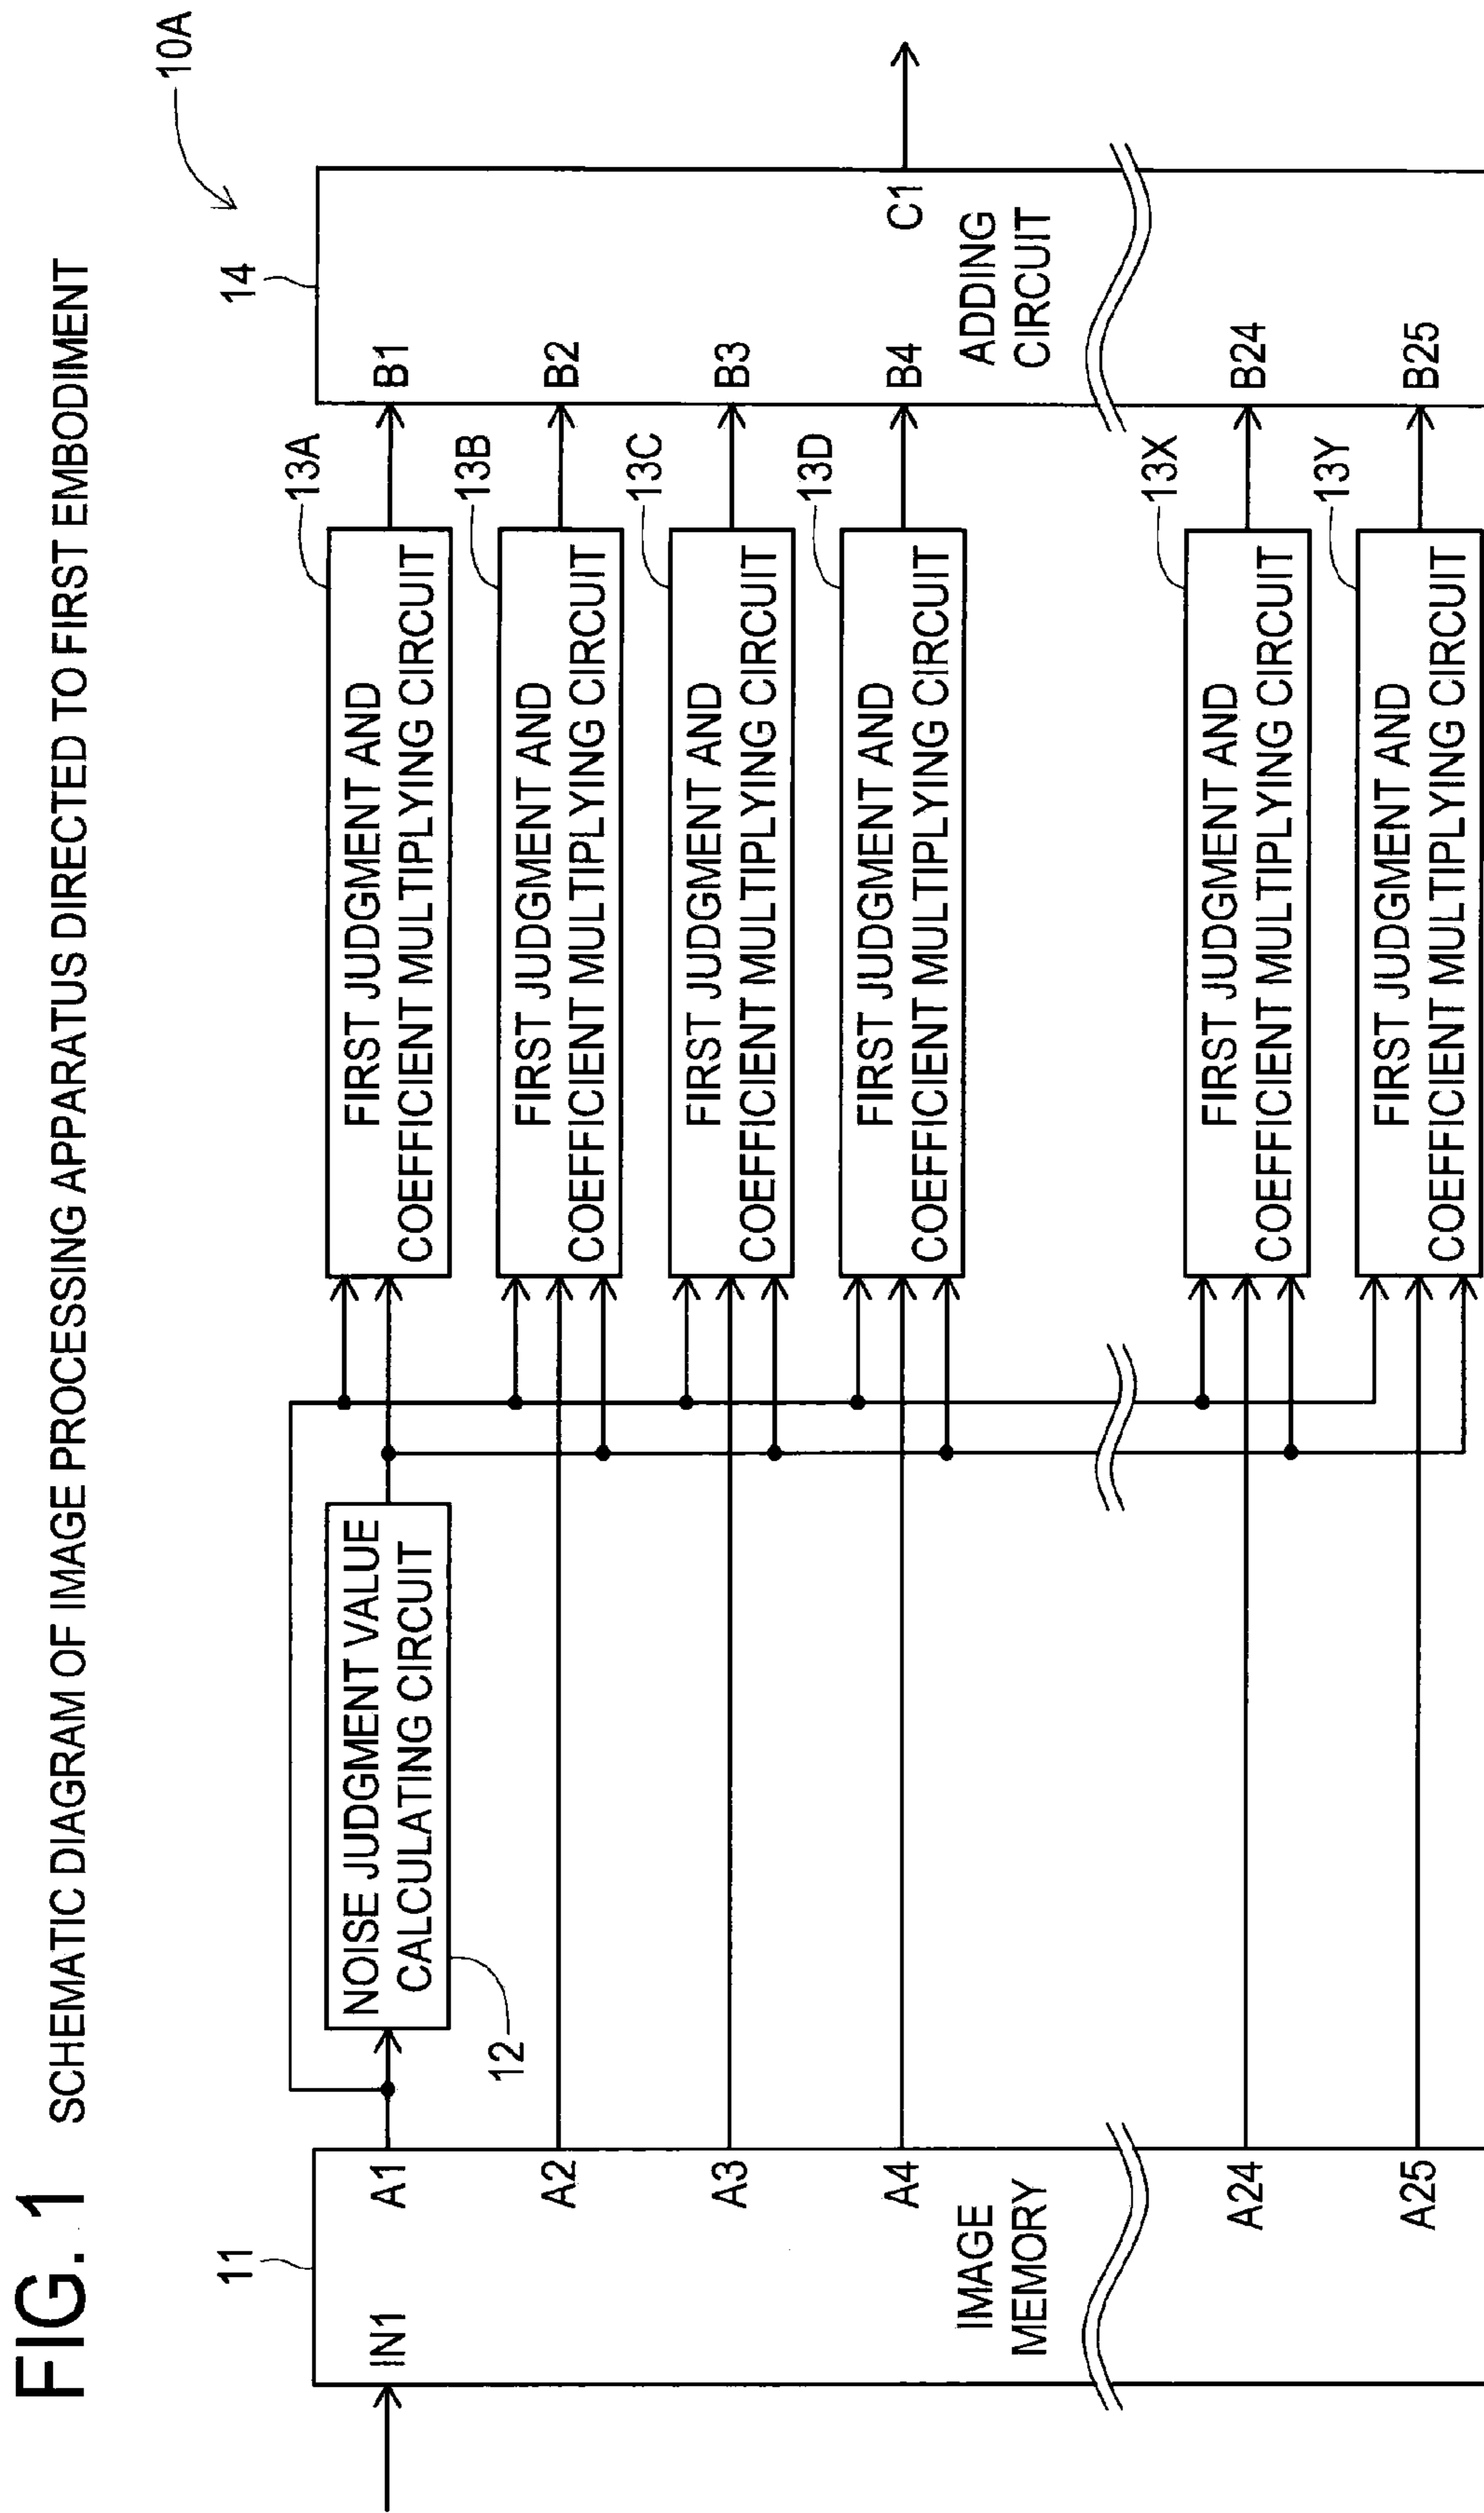 FIG. 1 SCHEMATIC DIAGRAM OF IMAGE PROCESSING APPARATUS DIRECTED TO FIRST EMBODIMENT
10A
11
14
IN1
A1
NOISE JUDGMENT VALUE
CALCULATING CIRCUIT
12
13A
FIRST JUDGMENT AND
COEFFICIENT MULTIPLYING CIRCUIT
B1
A2
13B
FIRST JUDGMENT AND
COEFFICIENT MULTIPLYING CIRCUIT
B2
A3
13C
FIRST JUDGMENT AND
COEFFICIENT MULTIPLYING CIRCUIT
B3
A4
13D
FIRST JUDGMENT AND
COEFFICIENT MULTIPLYING CIRCUIT
B4
C1
IMAGE
MEMORY
ADDING
CIRCUIT
A24
13X
FIRST JUDGMENT AND
COEFFICIENT MULTIPLYING CIRCUIT
B24
A25
13Y
FIRST JUDGMENT AND
COEFFICIENT MULTIPLYING CIRCUIT
B25